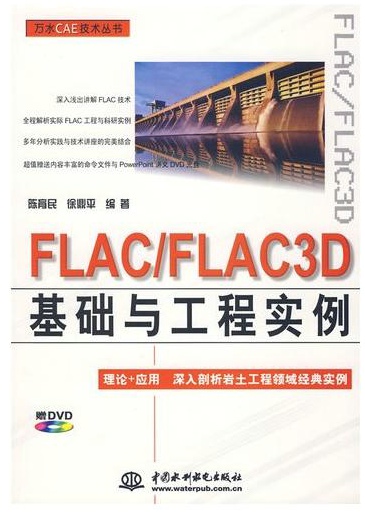 万水CAE技术丛书
FLAC/FLAC3D
深入浅出讲解 FLAC 技术
全程解析实际 FLAC 工程与科研实例
多年分析实践与技术讲座的完美结合
超值赠送内容丰富的命令文件与 PowerPoint 讲义 DVD 光盘
陈育民 徐鼎平 编著
FLAC/FLAC3D
基础与工程实例
理论+应用 深入剖析岩土工程领域经典实例
赠DVD
中国水利水电出版社
www.waterpub.com.cn